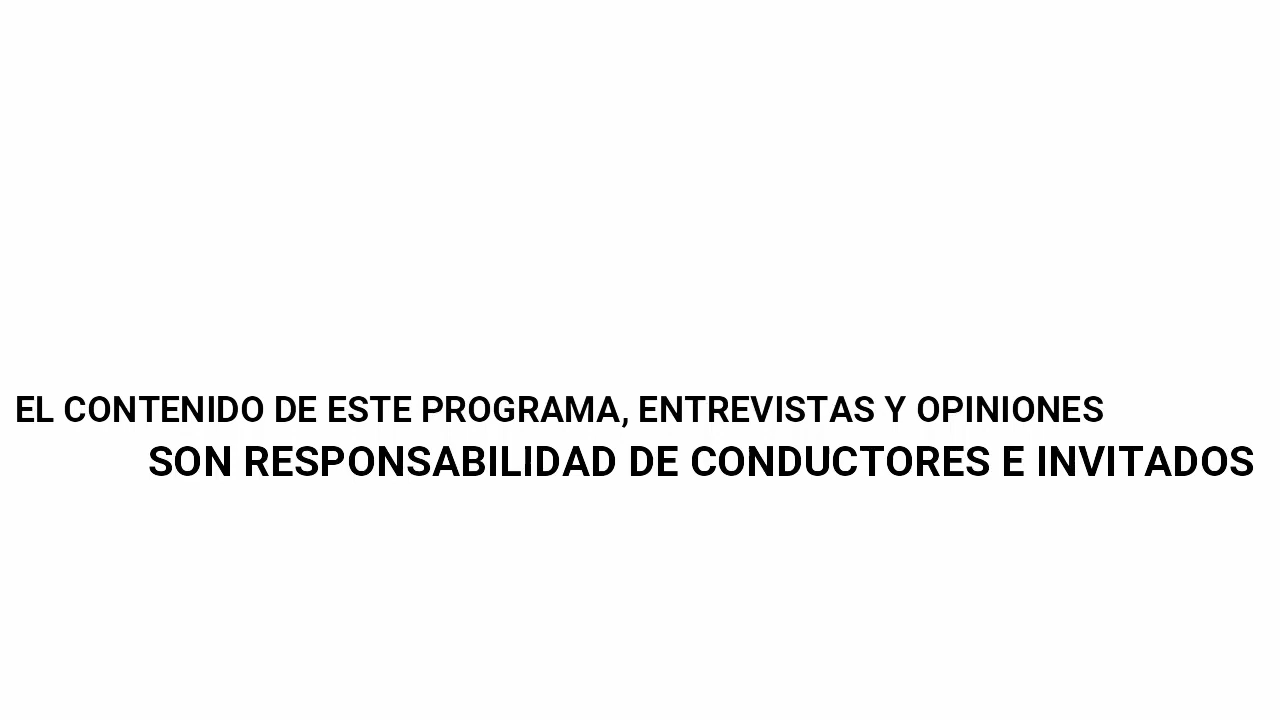 EL CONTENIDO DE ESTE PROGRAMA, ENTREVISTAS Y OPINIONES
SON RESPONSABILIDAD DE CONDUCTORES E INVITADOS